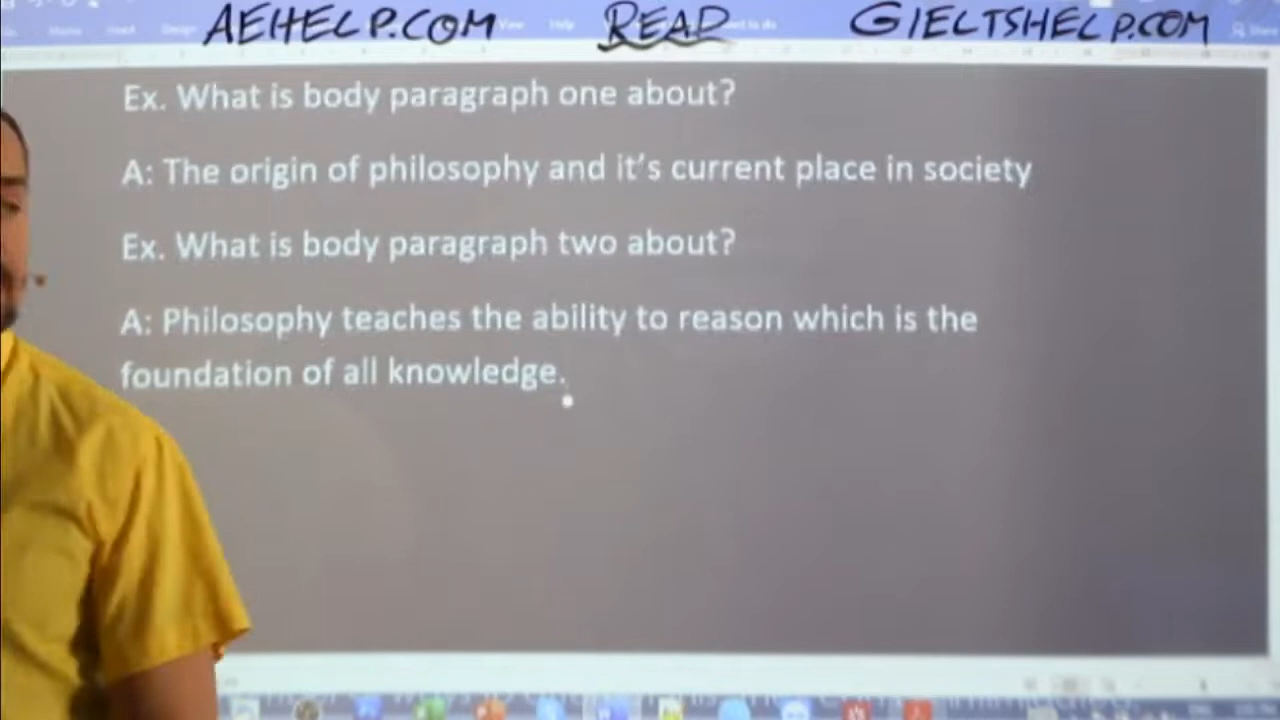 AEHELP.COM READ GIELTSHELP.COM
Ex. What is body paragraph one about?
A: The origin of philosophy and it's current place in society
Ex. What is body paragraph two about?
A: Philosophy teaches the ability to reason which is the
foundation of all knowledge.